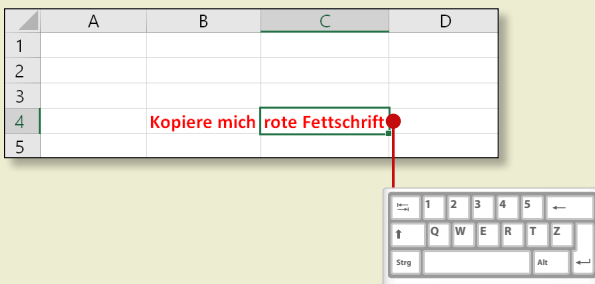 A B C D
1
2
3
4 Kopiere mich rote Fettschrift
5
1 2 3 4 5
Q W E R T Z
Strg Alt